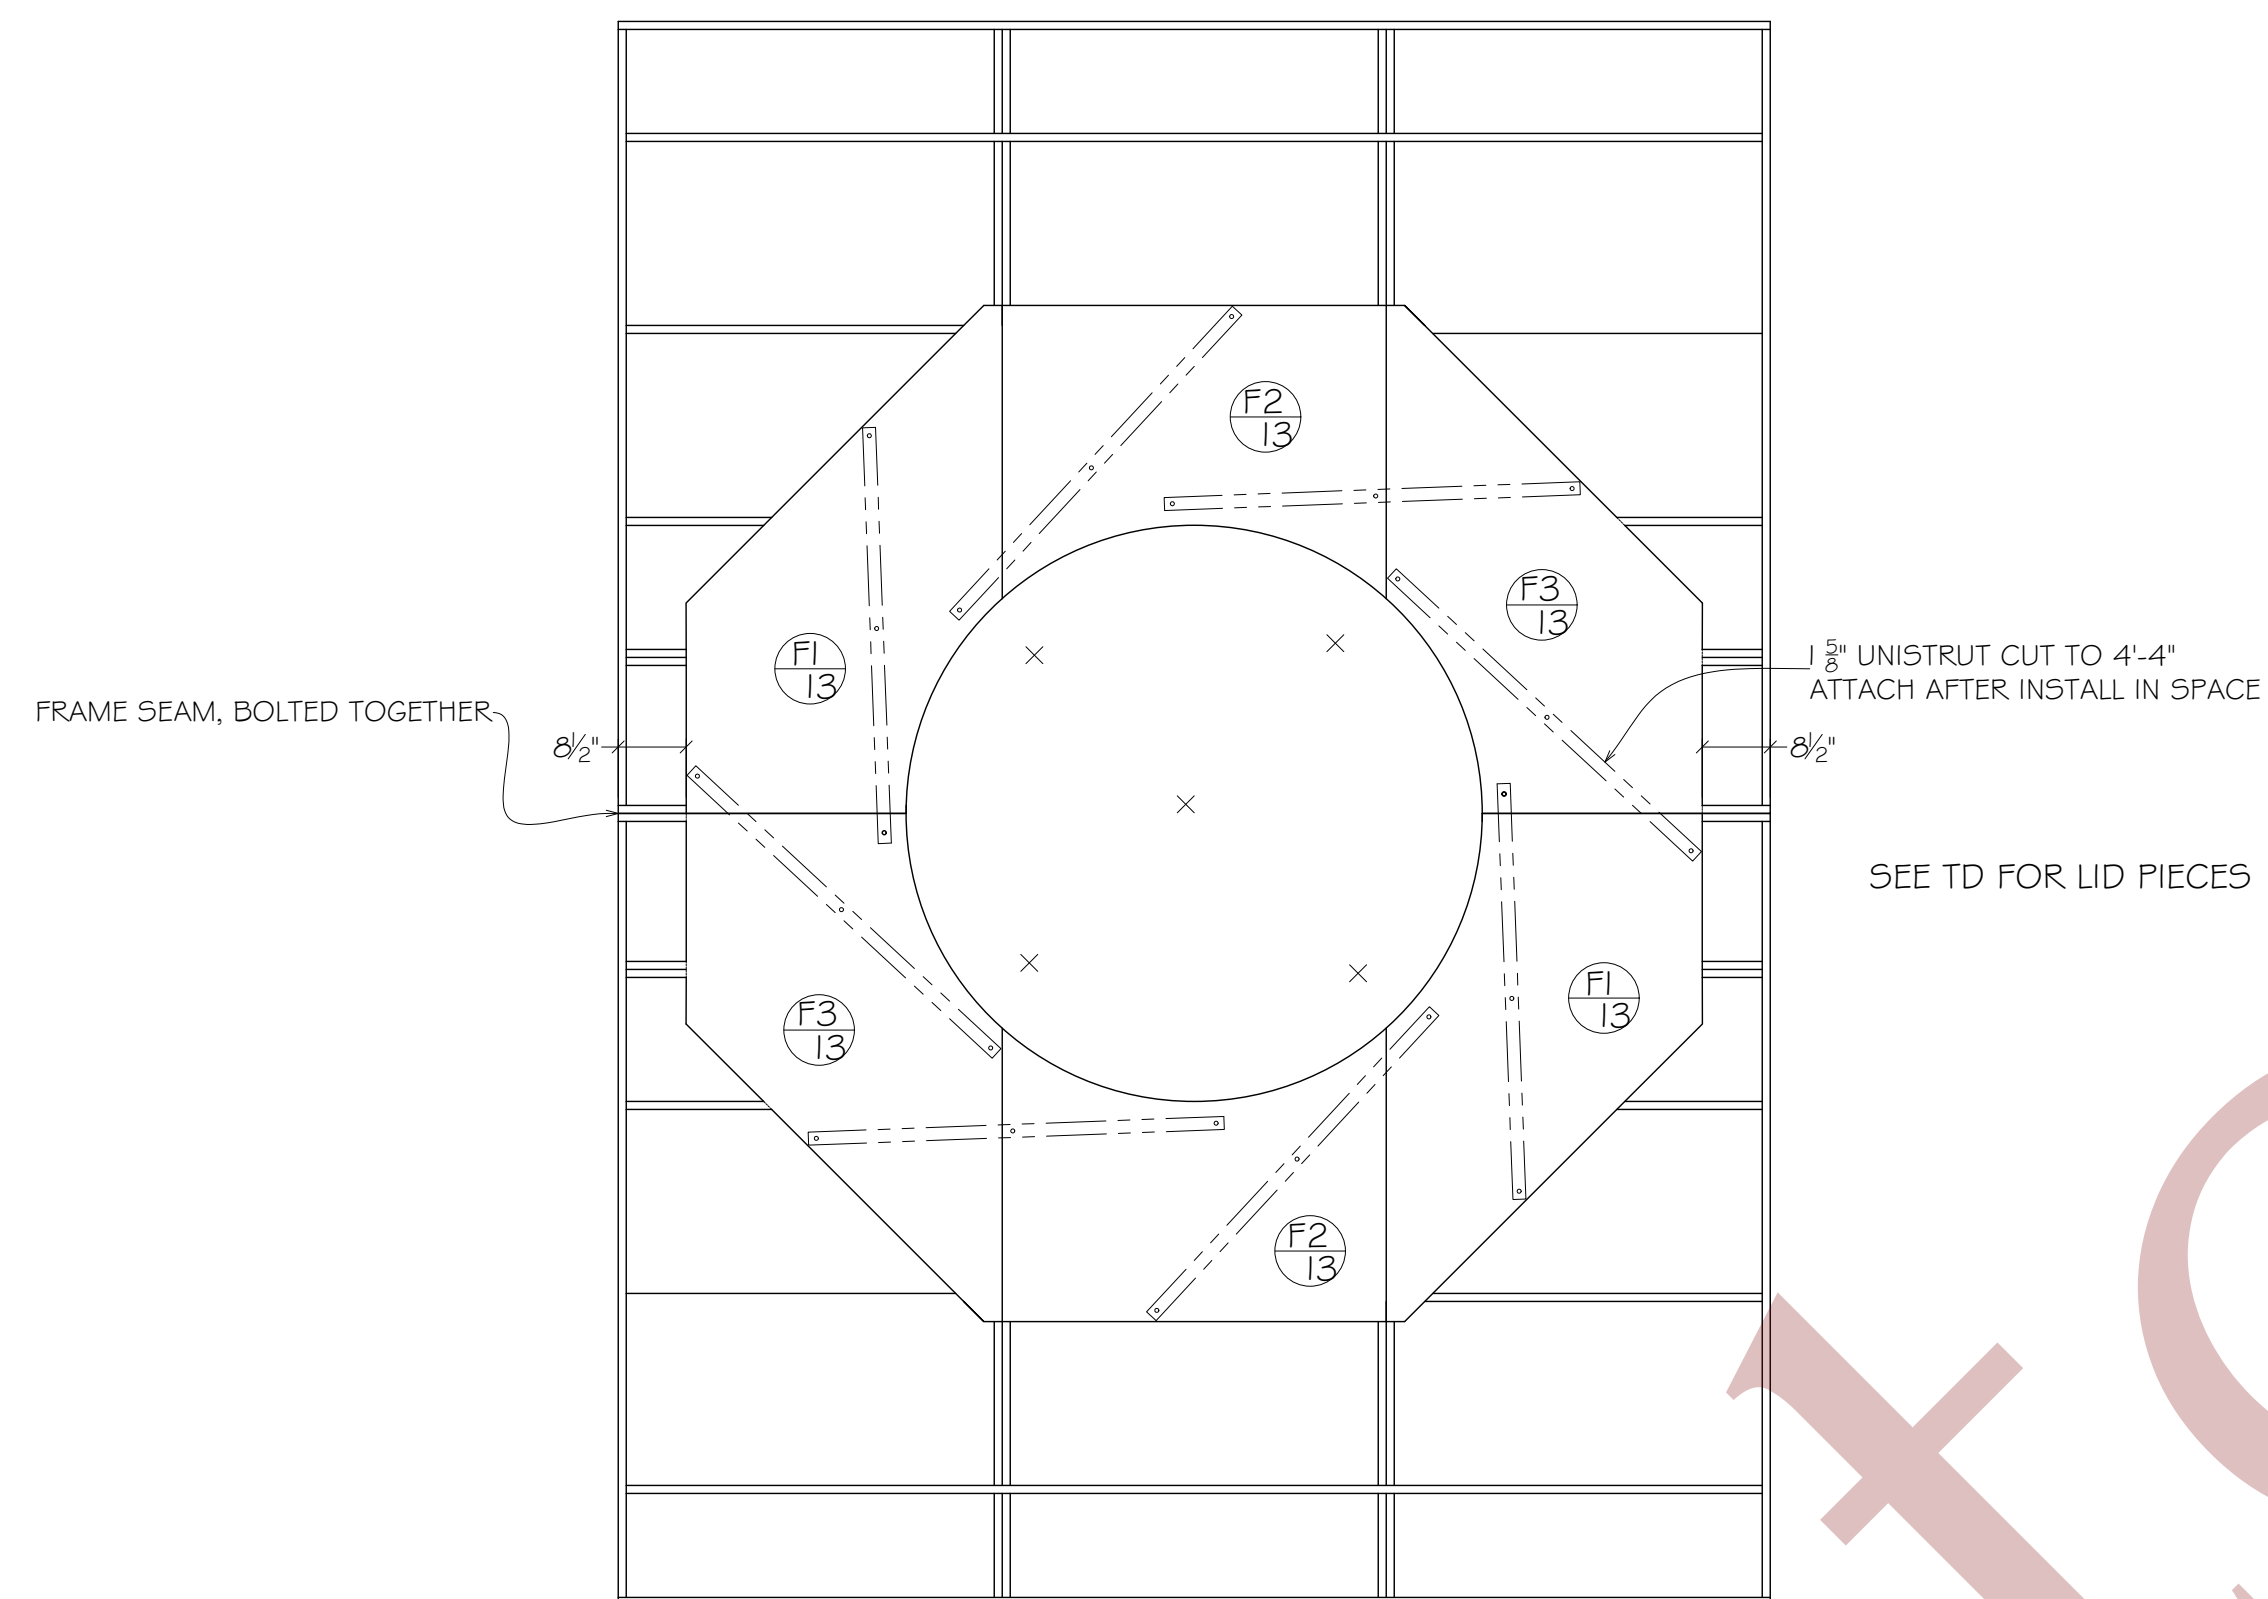 F2
13
F3
13
F1
13
1 5/8" UNISTRUT CUT TO 4'-4"
ATTACH AFTER INSTALL IN SPACE
FRAME SEAM, BOLTED TOGETHER
8½"
8½"
SEE TD FOR LID PIECES
F1
13
F3
13
F2
13